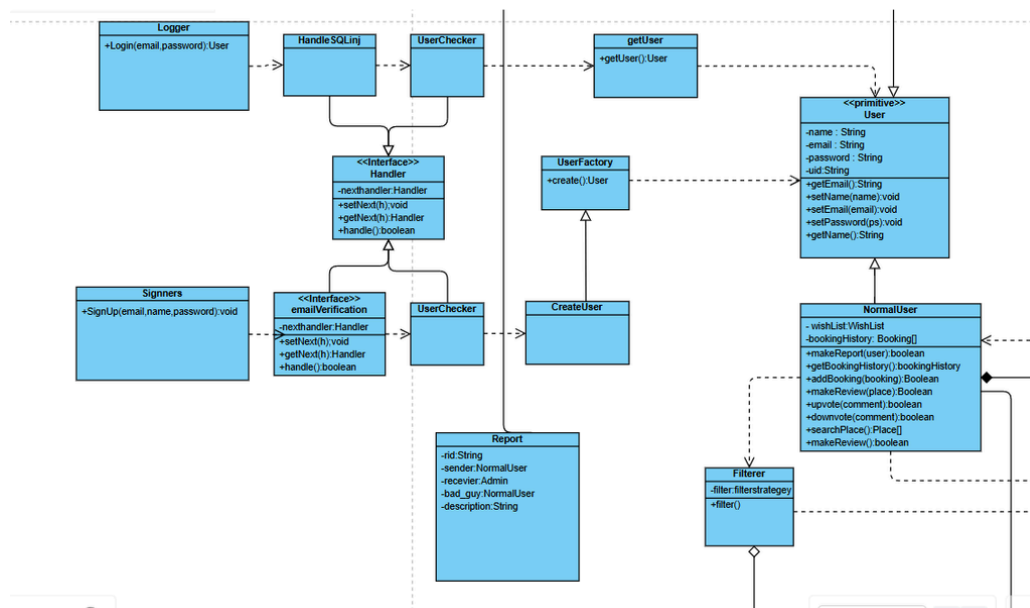 Logger
+Login(email,password):User
HandleSQLinj
UserChecker
getUser
+getUser():User
<<primitive>>
User
-name : String
-email : String
-password : String
-uid:String
+getEmail():String
+setName(name):void
+setEmail(email):void
+setPassword(ps):void
+getName():String
<<Interface>>
Handler
-nexthandler:Handler
+setNext(h):void
+getNext(h):Handler
+handle():boolean
UserFactory
+create():User
Signners
+SignUp(email,name,password):void
<<Interface>>
emailVerification
-nexthandler:Handler
+setNext(h):void
+getNext(h):Handler
+handle():boolean
UserChecker
CreateUser
NormalUser
- wishList:WishList
-bookingHistory: Booking[]
+makeReport(user):boolean
+getBookingHistory():bookingHistory
+addBooking(booking):Boolean
+makeReview(place):Boolean
+upvote(comment):boolean
+downvote(comment):boolean
+searchPlace():Place[]
+makeReview():boolean
Report
-rid:String
-sender:NormalUser
-recevier:Admin
-bad_guy:NormalUser
-description:String
Filterer
-filter:filterstrategey
+filter()